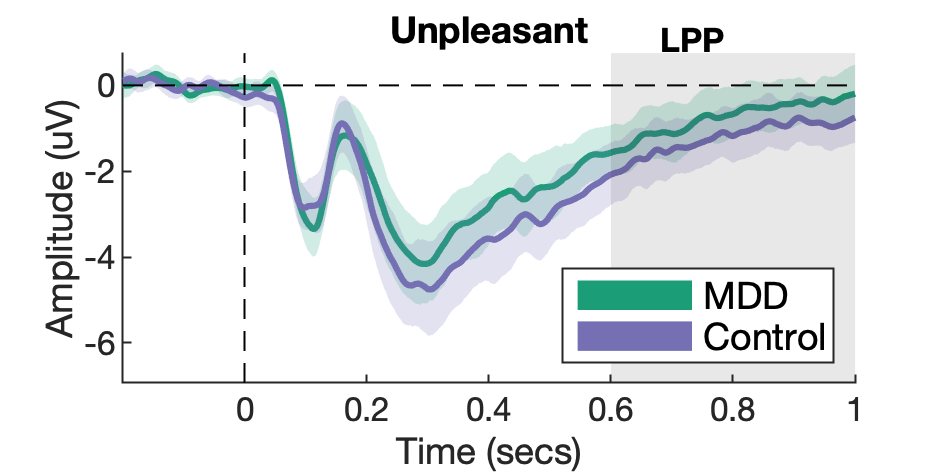 Unpleasant
LPP
0
-2
-4
-6
Amplitude (uV)
MDD
Control
0
0.2
0.4
0.6
0.8
1
Time (secs)